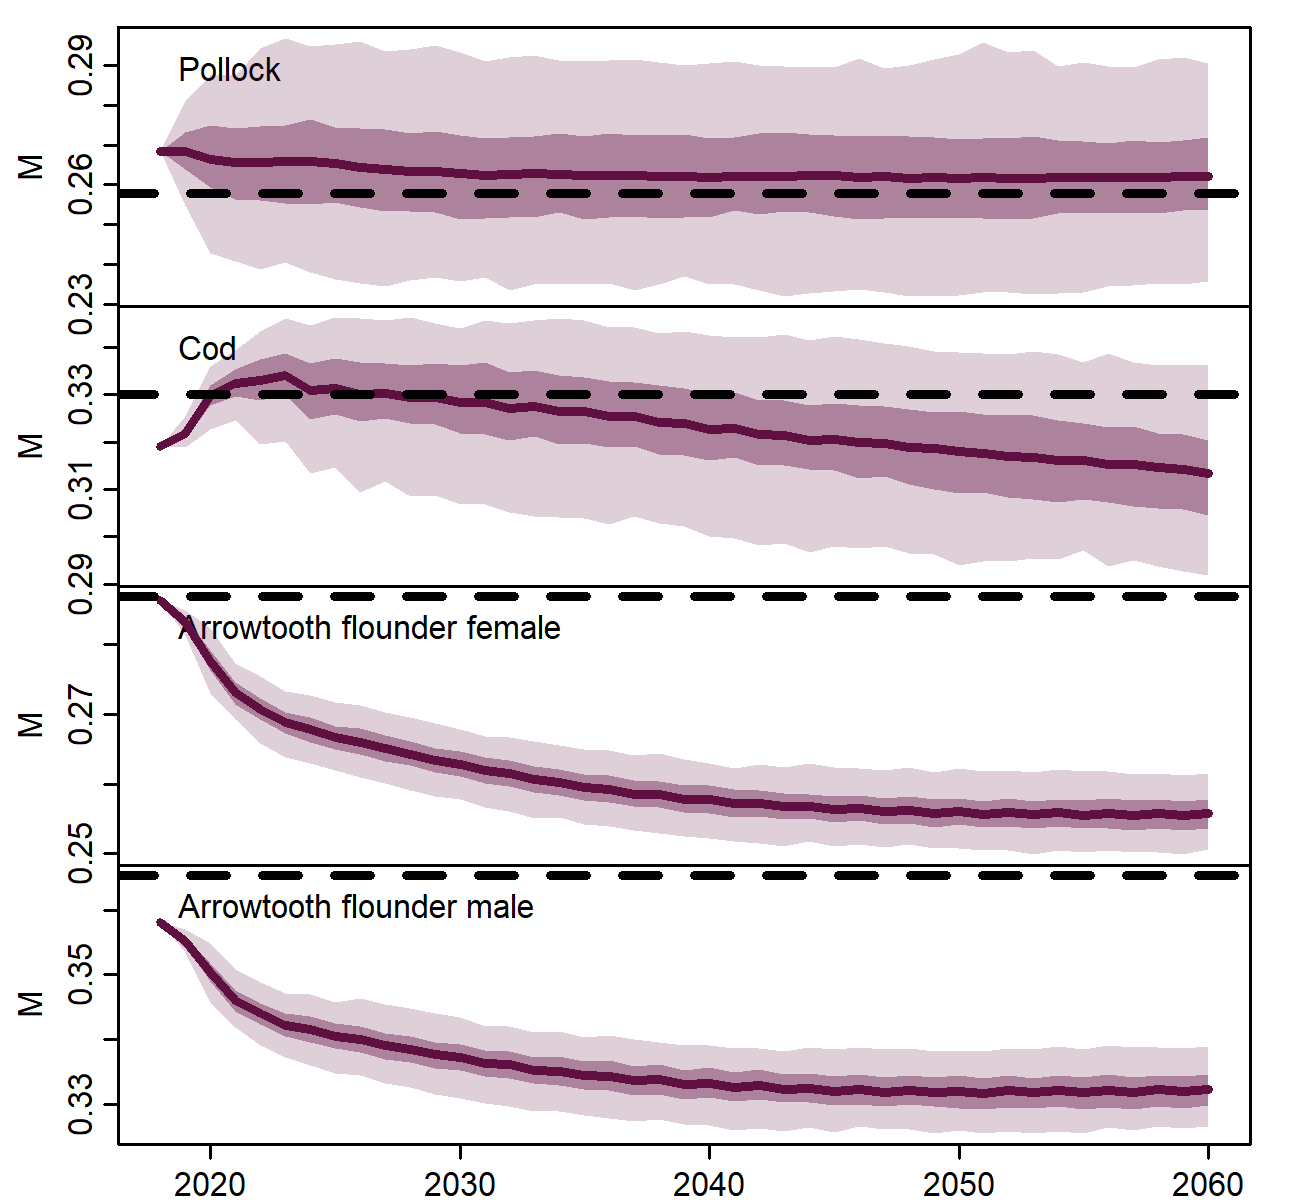 Pollock
M
0.29
0.26
0.23
Cod
M
0.33
0.31
0.29
Arrowtooth flounder female
M
0.27
0.25
Arrowtooth flounder male
M
0.35
0.33
2020 2030 2040 2050 2060